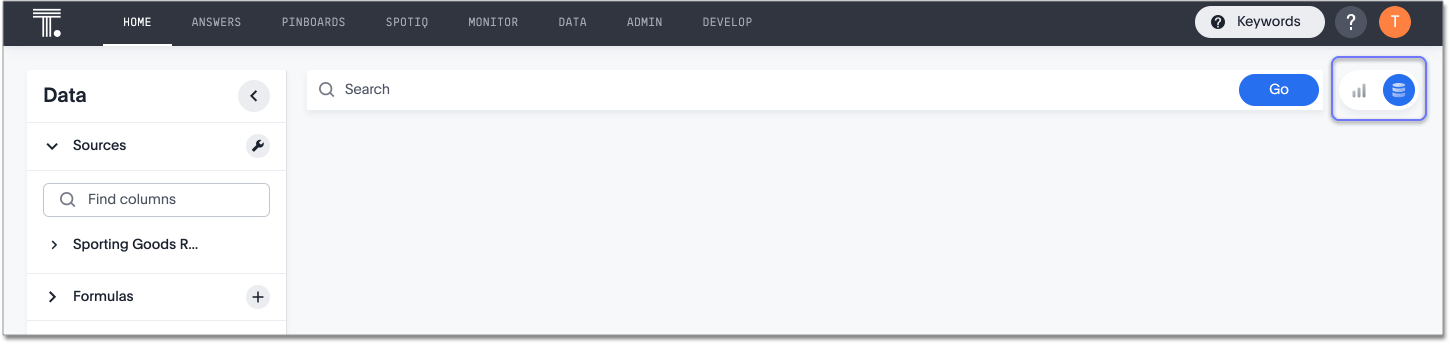 T.
HOME ANSWERS PINBOARDS SPOTIQ MONITOR DATA ADMIN DEVELOP
? Keywords ? T
Data
Search
Go
Sources
Find columns
Sporting Goods R...
Formulas